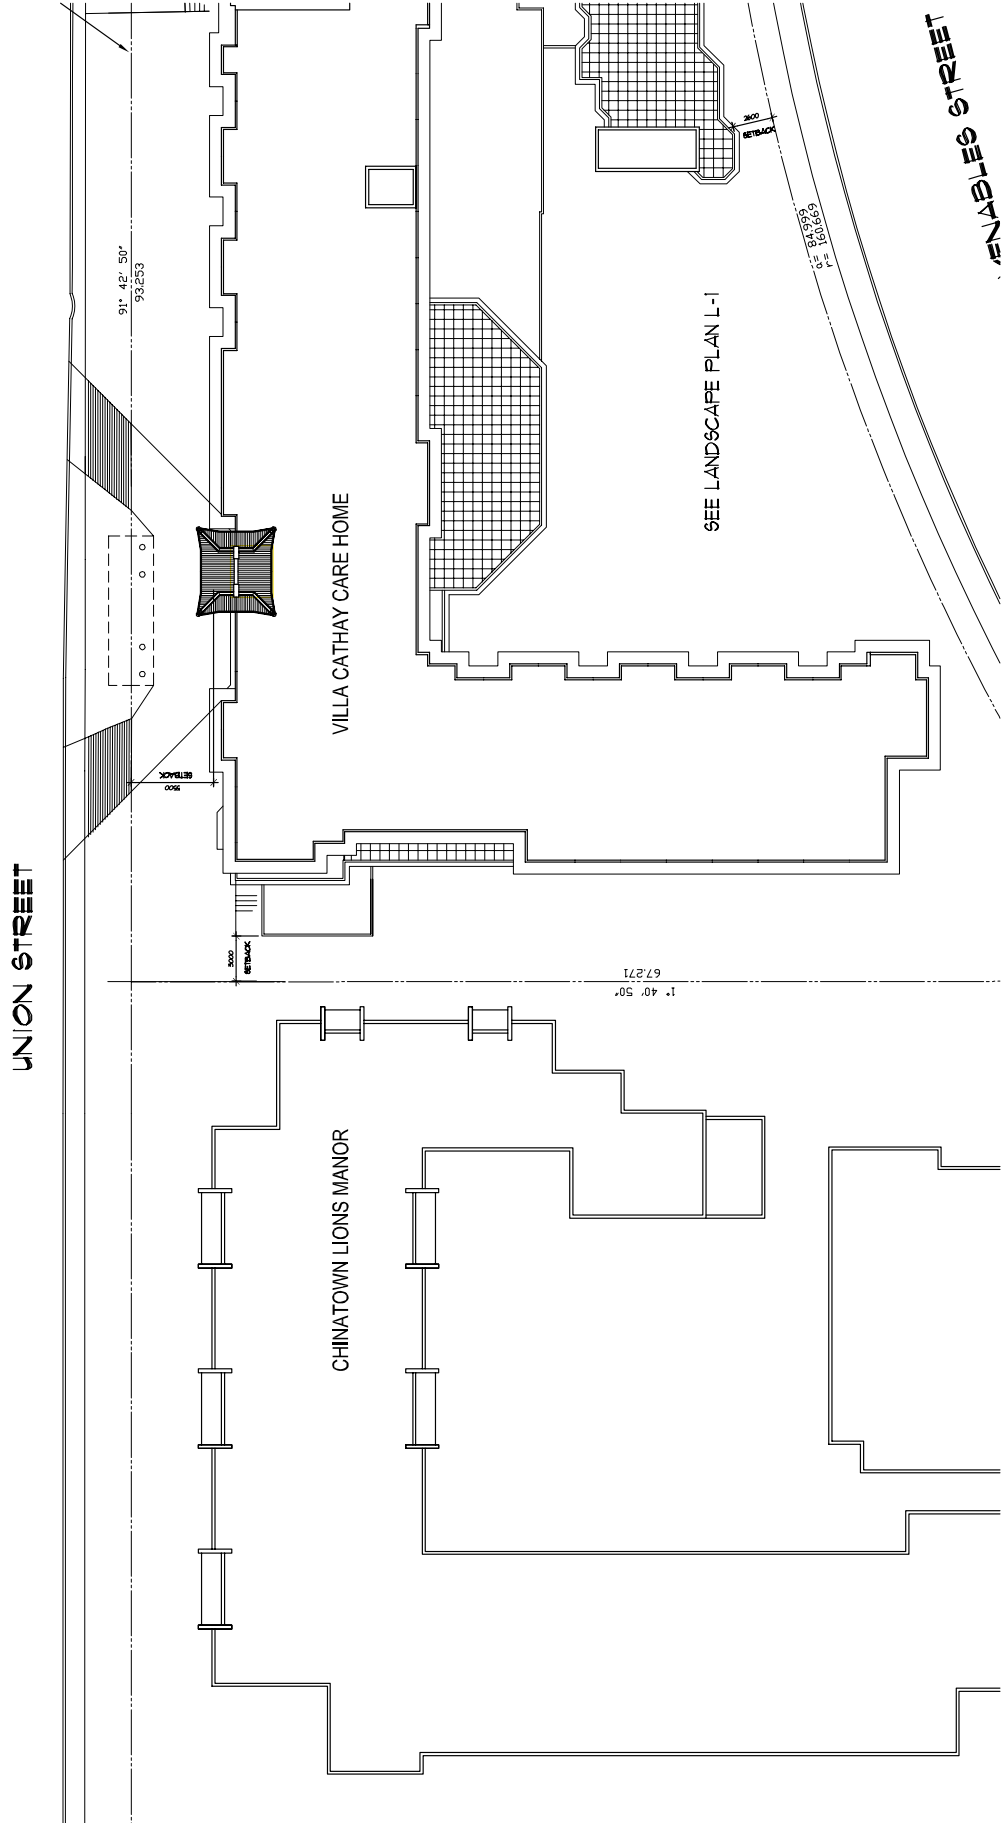 VENABLES STREET
2600
SETBACK
a= 84.999
r= 160.669
91° 42' 50"
93.253
SEE LANDSCAPE PLAN L-1
VILLA CATHAY CARE HOME
SETBACK
5500
UNION STREET
3000
SETBACK
67.271
1° 40' 50"
CHINATOWN LIONS MANOR